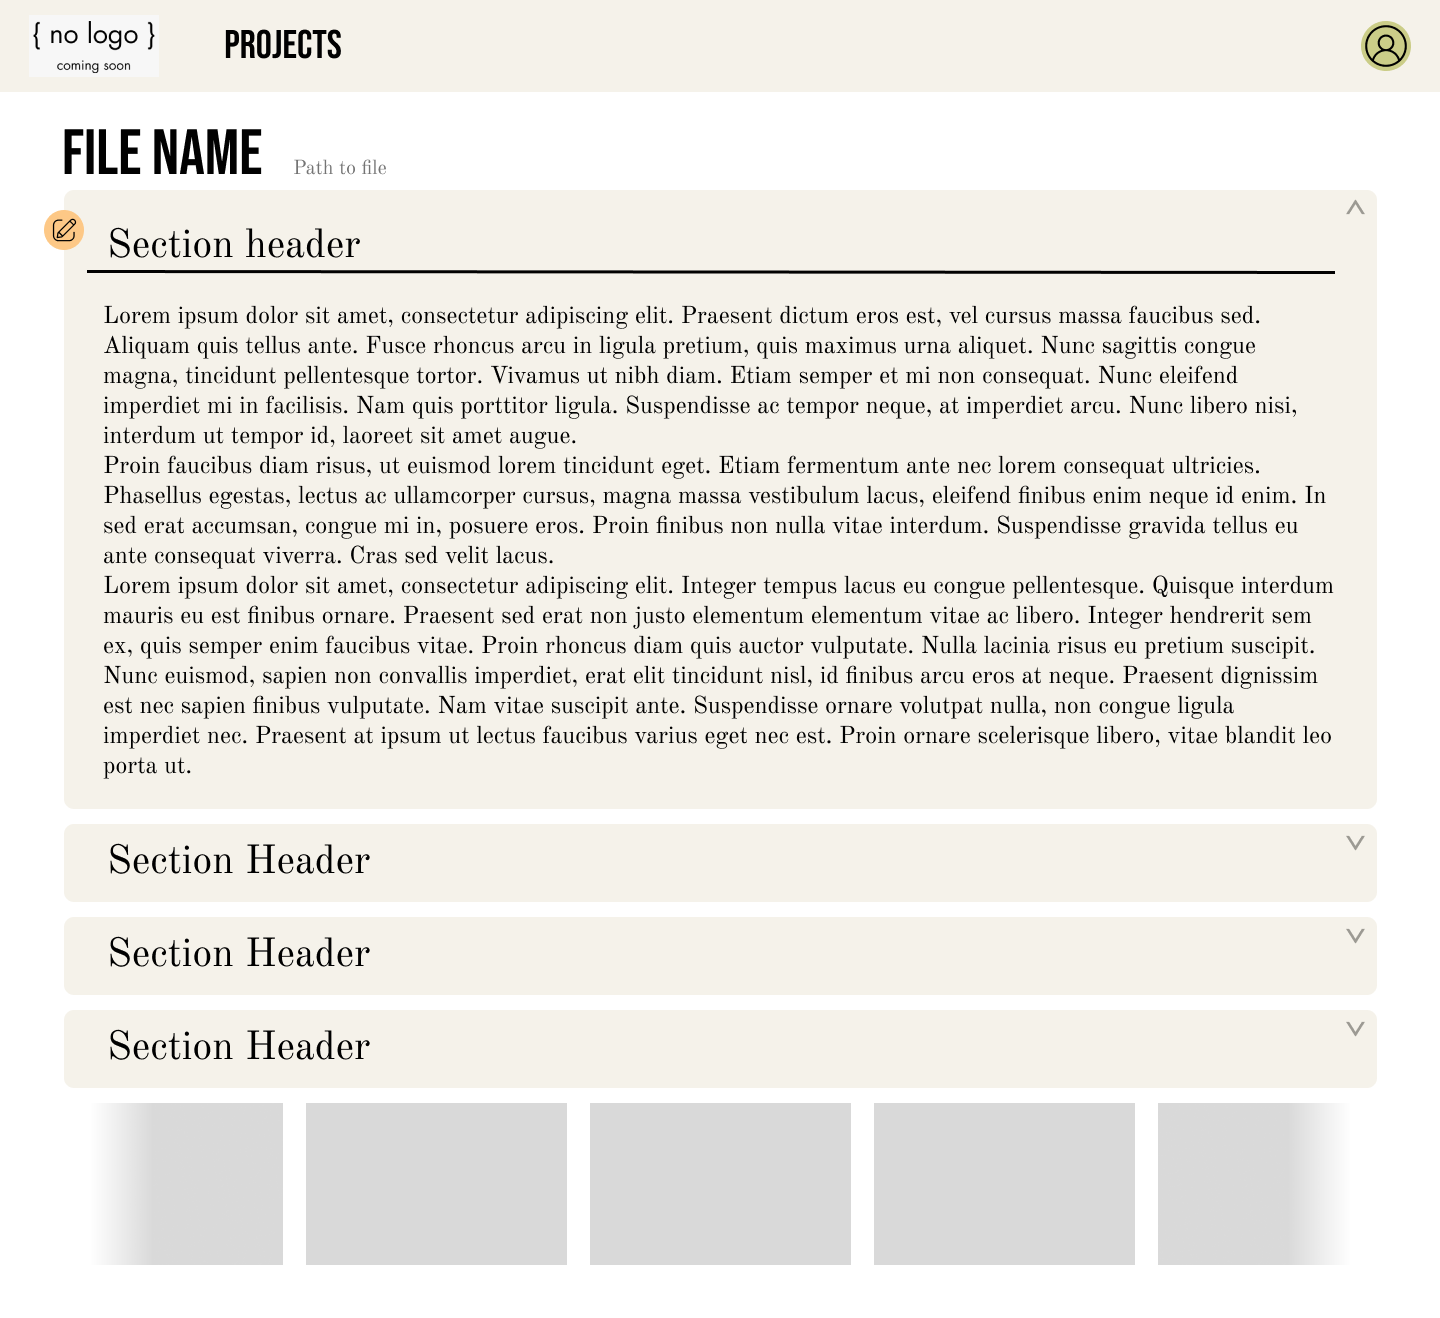 { no logo }
coming soon
PROJECTS
FILE NAME
Path to file
Section header
Lorem ipsum dolor sit amet, consectetur adipiscing elit. Praesent dictum eros est, vel cursus massa faucibus sed.
Aliquam quis tellus ante. Fusce rhoncus arcu in ligula pretium, quis maximus urna aliquet. Nunc sagittis congue
magna, tincidunt pellentesque tortor. Vivamus ut nibh diam. Etiam semper et mi non consequat. Nunc eleifend
imperdiet mi in facilisis. Nam quis porttitor ligula. Suspendisse ac tempor neque, at imperdiet arcu. Nunc libero nisi,
interdum ut tempor id, laoreet sit amet augue.
Proin faucibus diam risus, ut euismod lorem tincidunt eget. Etiam fermentum ante nec lorem consequat ultricies.
Phasellus egestas, lectus ac ullamcorper cursus, magna massa vestibulum lacus, eleifend finibus enim neque id enim. In
sed erat accumsan, congue mi in, posuere eros. Proin finibus non nulla vitae interdum. Suspendisse gravida tellus eu
ante consequat viverra. Cras sed velit lacus.
Lorem ipsum dolor sit amet, consectetur adipiscing elit. Integer tempus lacus eu congue pellentesque. Quisque interdum
mauris eu est finibus ornare. Praesent sed erat non justo elementum elementum vitae ac libero. Integer hendrerit sem
ex, quis semper enim faucibus vitae. Proin rhoncus diam quis auctor vulputate. Nulla lacinia risus eu pretium suscipit.
Nunc euismod, sapien non convallis imperdiet, erat elit tincidunt nisl, id finibus arcu eros at neque. Praesent dignissim
est nec sapien finibus vulputate. Nam vitae suscipit ante. Suspendisse ornare volutpat nulla, non congue ligula
imperdiet nec. Praesent at ipsum ut lectus faucibus varius eget nec est. Proin ornare scelerisque libero, vitae blandit leo
porta ut.
Section Header
Section Header
Section Header